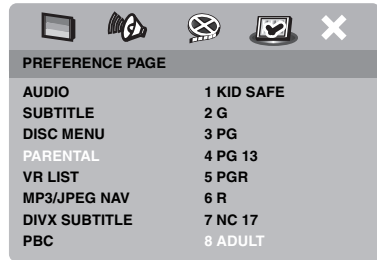 PREFERENCE PAGE
AUDIO 1 KID SAFE
SUBTITLE 2 G
DISC MENU 3 PG
PARENTAL 4 PG 13
VR LIST 5 PGR
MP3/JPEG NAV 6 R
DIVX SUBTITLE 7 NC 17
PBC 8 ADULT